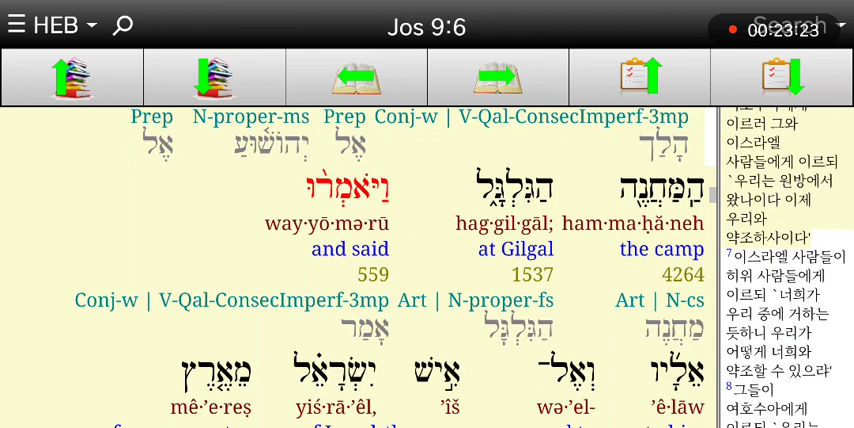 ☰ HEB Jos 9:6 Search
00:23:23
Prep N-proper-ms Prep Conj-w | V-Qal-ConsecImperf-3mp
הָלַךְ אֶל יְהוֹשׁוּעַ אֶל
הַֽמַּחֲנֶ֖ה הַגִּלְגָּ֑ל וַיֹּאמְר֨וּ
way·yō·mə·rū hag·gil·gāl; ham·ma·ḥă·neh
and said at Gilgal the camp
559 1537 4264
Conj-w | V-Qal-ConsecImperf-3mp Art | N-proper-fs Art | N-cs
מַחֲנֶה הַגִּלְגָּל אָמַר
אֵלָ֜יו וְאֶל־ אִ֣ישׁ יִשְׂרָאֵ֗ל מֵאֶ֤רֶץ
mê·’e·reṣ yiś·rā·’êl, ’îš wə·’el- ’ê·lāw
이르러 그와
이스라엘
사람들에게 이르되
`우리는 원방에서
왔나이다 이제
우리와
약조하사이다'
7이스라엘 사람들이
히위 사람들에게
이르되 `너희가
우리 중에 거하는
듯하니 우리가
어떻게 너희와
약조할 수 있으랴'
8그들이
여호수아에게
이르되 `우리는